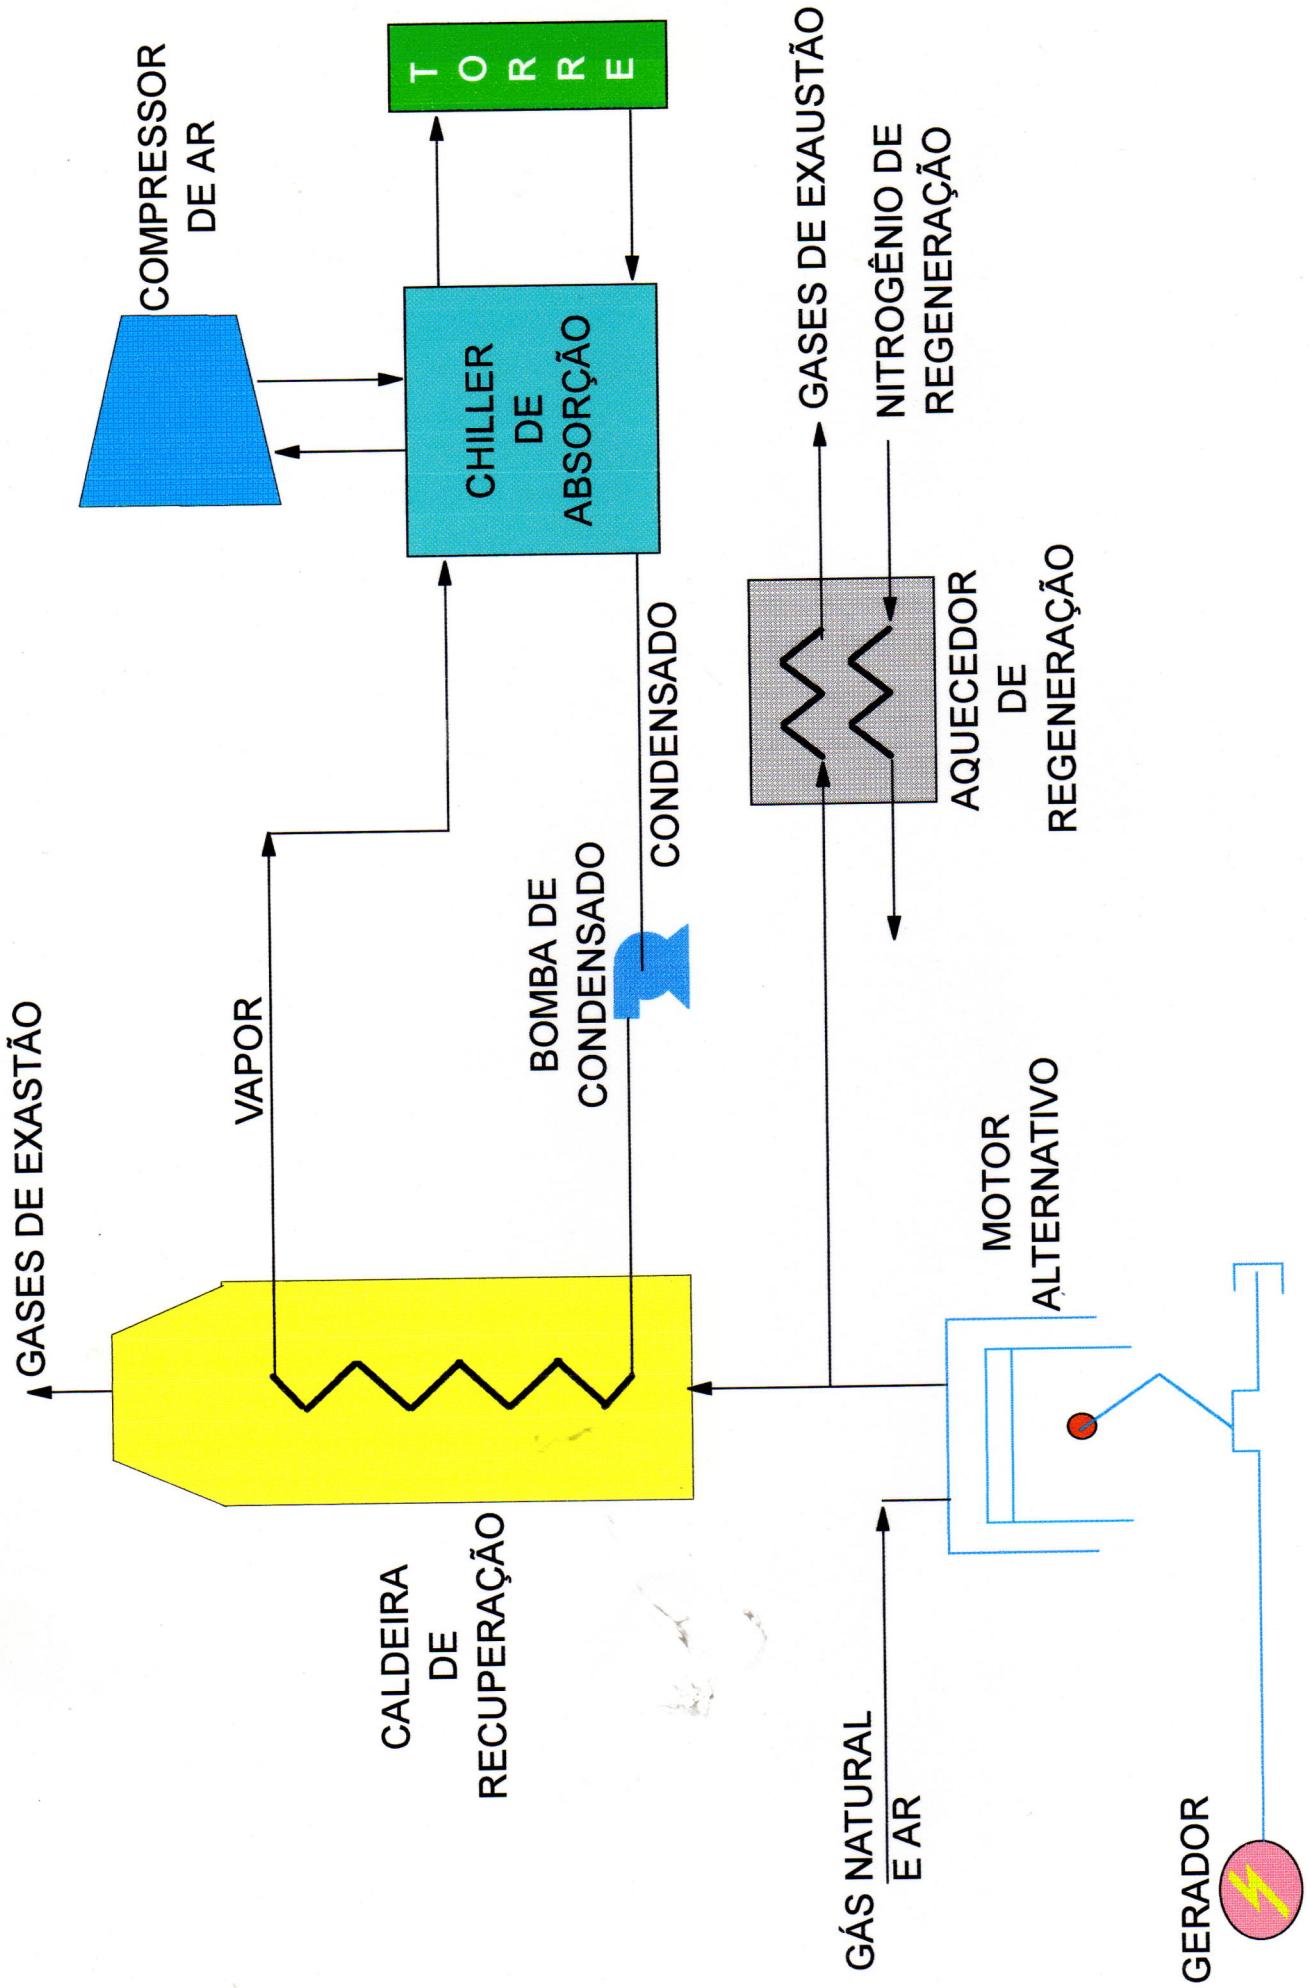 GASES DE EXASTÃO
COMPRESSOR
DE AR
VAPOR
CALDEIRA
DE
RECUPERAÇÃO
BOMBA DE
CONDENSADO
CONDENSADO
CHILLER
DE
ABSORÇÃO
T
O
R
R
E
GÁS NATURAL
E AR
MOTOR
ALTERNATIVO
AQUECEDOR
DE
REGENERAÇÃO
GASES DE EXAUSTÃO
NITROGÊNIO DE
REGENERAÇÃO
GERADOR